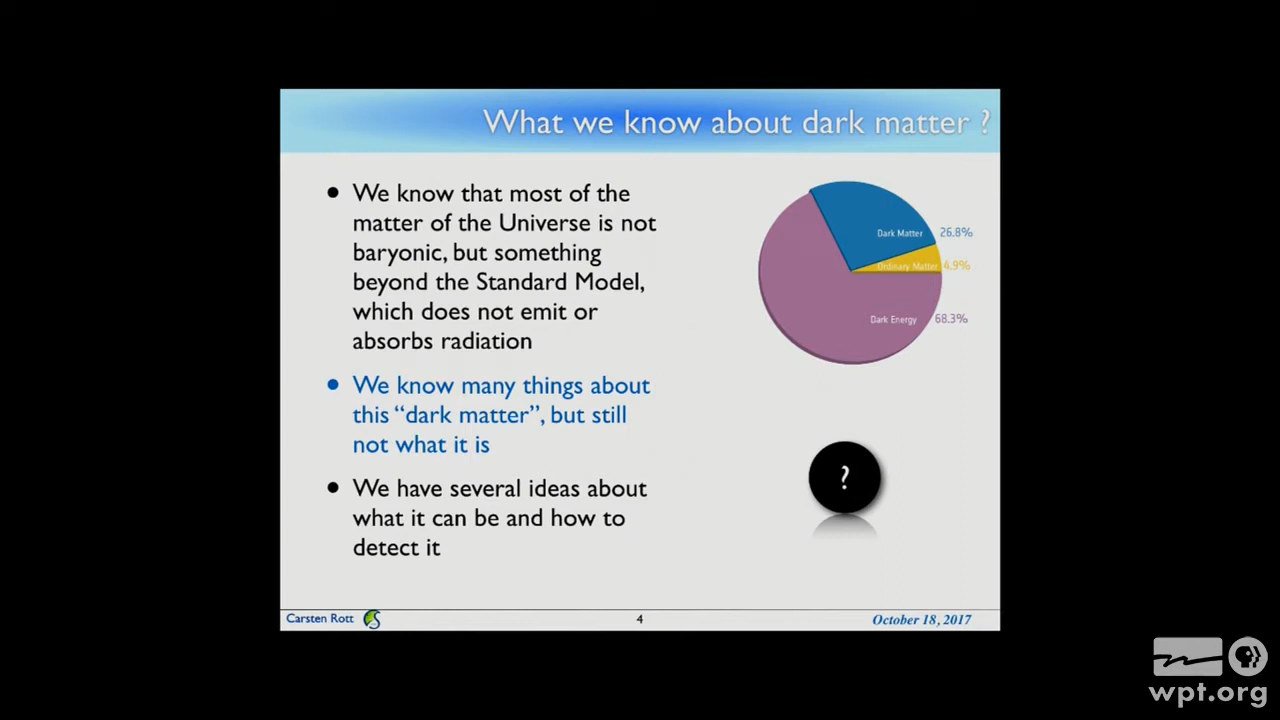 What we know about dark matter ?
• We know that most of the
matter of the Universe is not
baryonic, but something
beyond the Standard Model,
which does not emit or
absorbs radiation
• We know many things about
this “dark matter”, but still
not what it is
• We have several ideas about
what it can be and how to
detect it
Dark Matter 26.8%
Ordinary Matter 4.9%
Dark Energy 68.3%
?
Carsten Rott
4
October 18, 2017
wpt.org